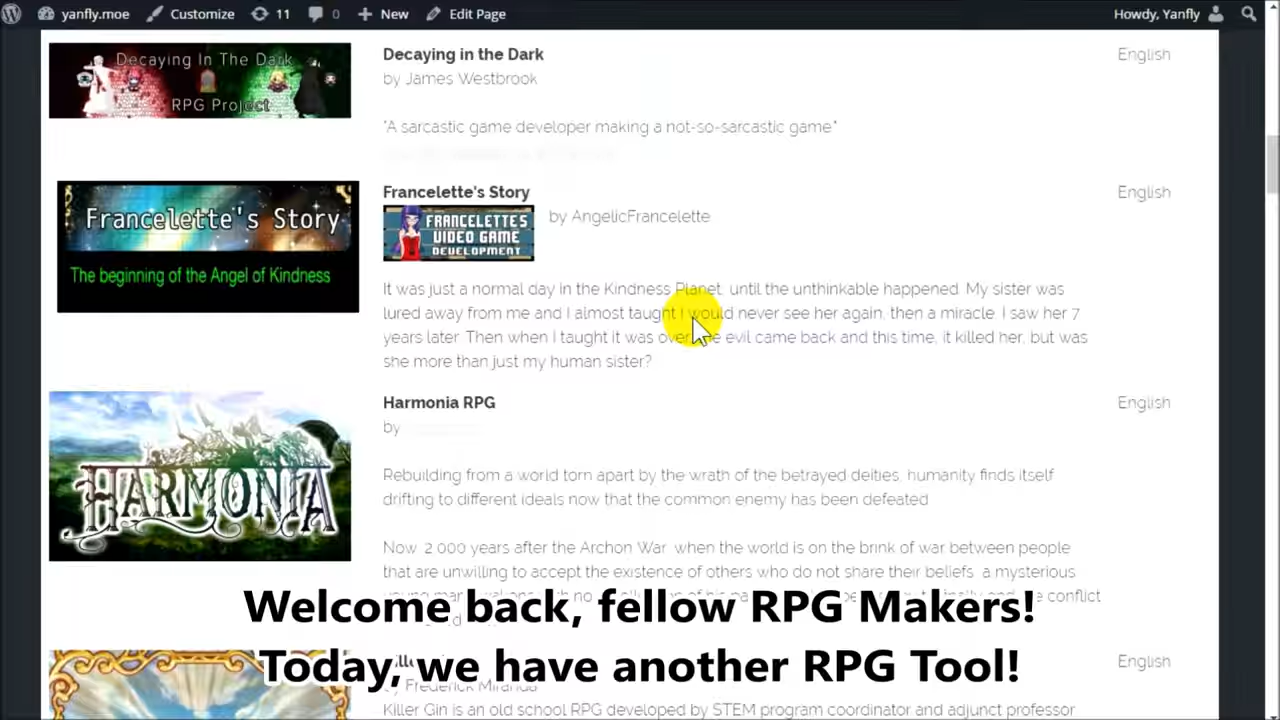 yanfly.moe Customize 11 0 New Edit Page Howdy, Yanfly
Decaying In The Dark
RPG Project
Decaying in the Dark English
by James Westbrook
"A sarcastic game developer making a not-so-sarcastic game"
Francelette's Story
The beginning of the Angel of Kindness
Francelette's Story English
FRANCELETTES
VIDEO GAME
DEVELOPMENT
by AngelicFrancelette
It was just a normal day in the Kindness Planet, until the unthinkable happened. My sister was
lured away from me and I almost taught I would never see her again, then a miracle. I saw her 7
years later. Then when I taught it was over, the evil came back and this time, it killed her, but was
she more than just my human sister?
HARMONIA
Harmonia RPG English
by
Rebuilding from a world torn apart by the wrath of the betrayed deities, humanity finds itself
drifting to different ideals now that the common enemy has been defeated
Now, 2,000 years after the Archon War, when the world is on the brink of war between people
that are unwilling to accept the existence of others who do not share their beliefs, a mysterious
conflict
Welcome back, fellow RPG Makers!
Today, we have another RPG Tool!
English
by Frederick Miranda
Killer Gin is an old school RPG developed by STEM program coordinator and adjunct professor